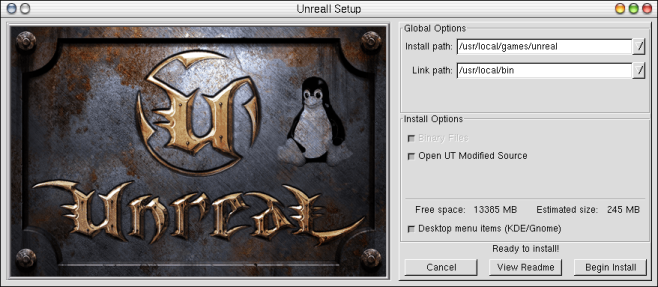 Unreall Setup
U
Unreal
Global Options
Install path: /usr/local/games/unreal
Link path: /usr/local/bin
Install Options
Binary Files
Open UT Modified Source
Free space: 13385 MB Estimated size: 245 MB
Desktop menu items (KDE/Gnome)
Ready to install!
Cancel View Readme Begin Install